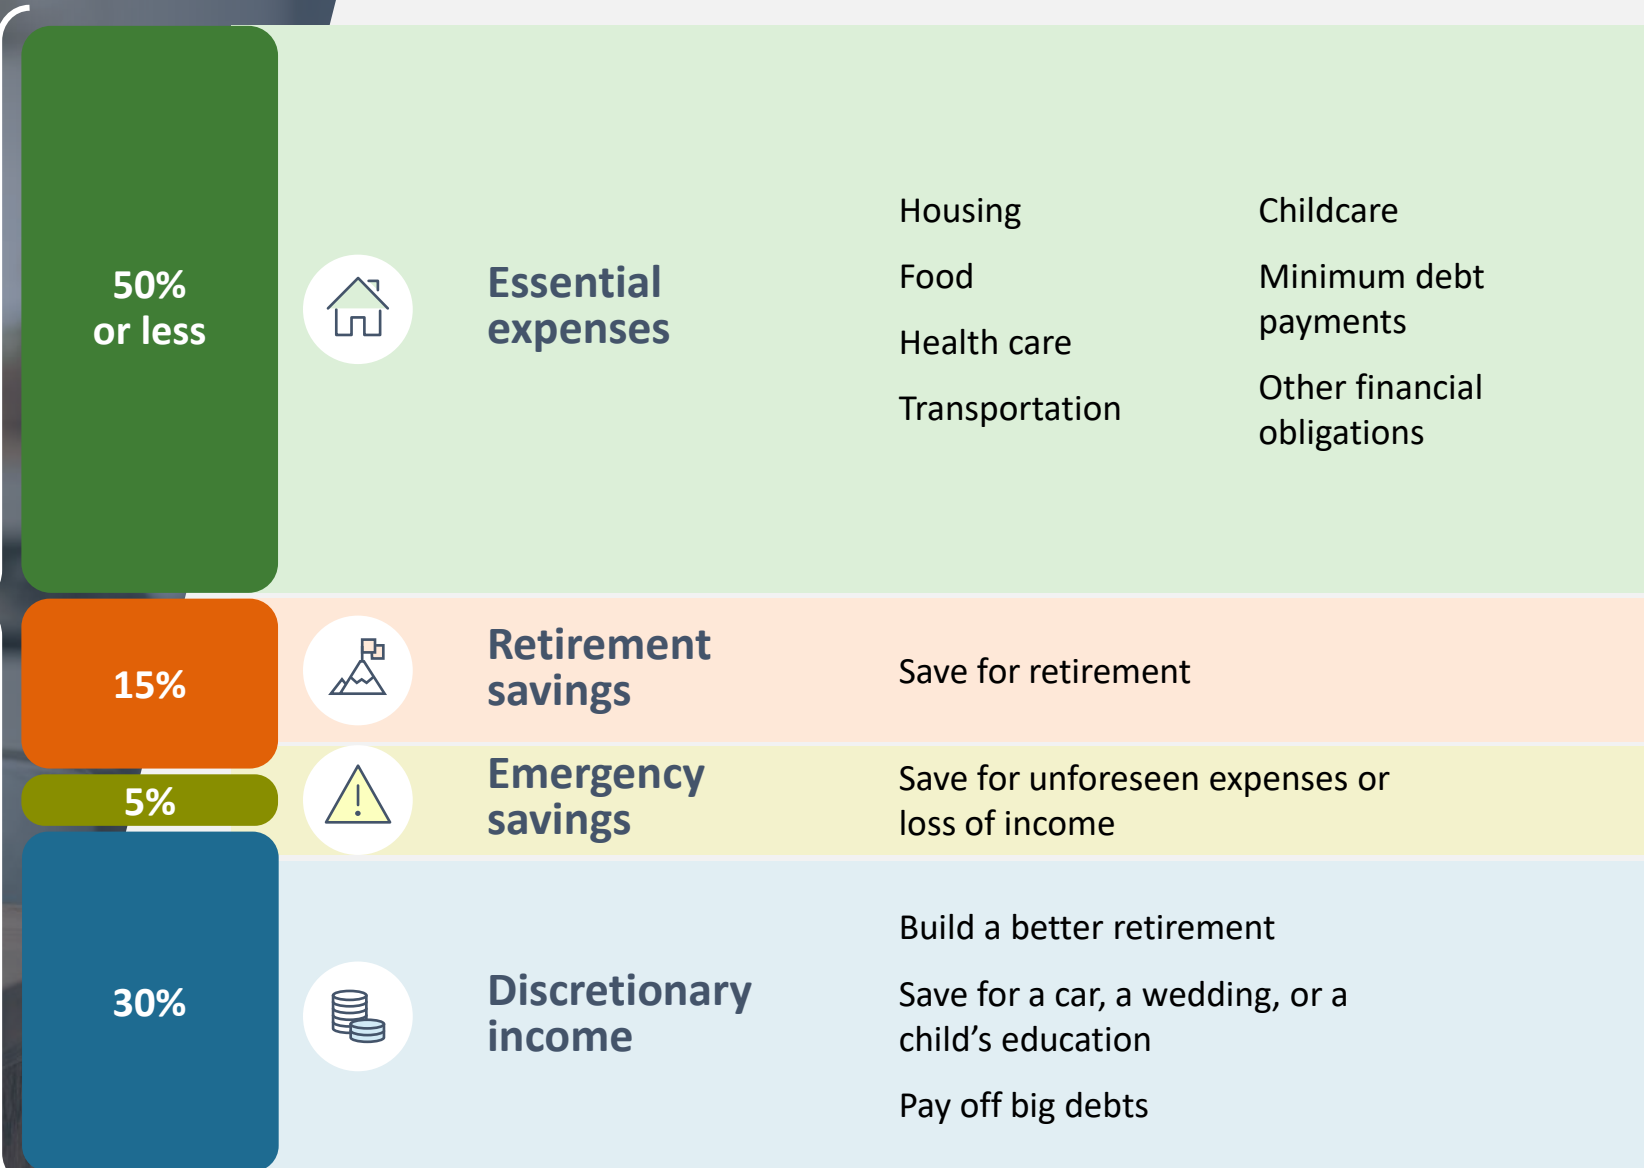 50%
or less
Essential
expenses
Housing
Food
Health care
Transportation
Childcare
Minimum debt
payments
Other financial
obligations
15%
Retirement
savings
Save for retirement
5%
Emergency
savings
Save for unforeseen expenses or
loss of income
30%
Discretionary
income
Build a better retirement
Save for a car, a wedding, or a
child’s education
Pay off big debts